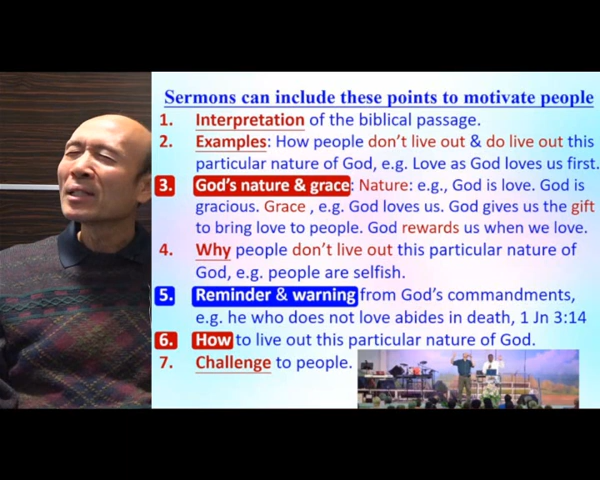 Sermons can include these points to motivate people
1. Interpretation of the biblical passage.
2. Examples: How people don't live out & do live out this
particular nature of God, e.g. Love as God loves us first.
3. God's nature & grace: Nature: e.g., God is love. God is
gracious. Grace , e.g. God loves us. God gives us the gift
to bring love to people. God rewards us when we love.
4. Why people don't live out this particular nature of
God, e.g. people are selfish.
5. Reminder & warning from God's commandments,
e.g. he who does not love abides in death, 1 Jn 3:14
6. How to live out this particular nature of God.
7. Challenge to people.